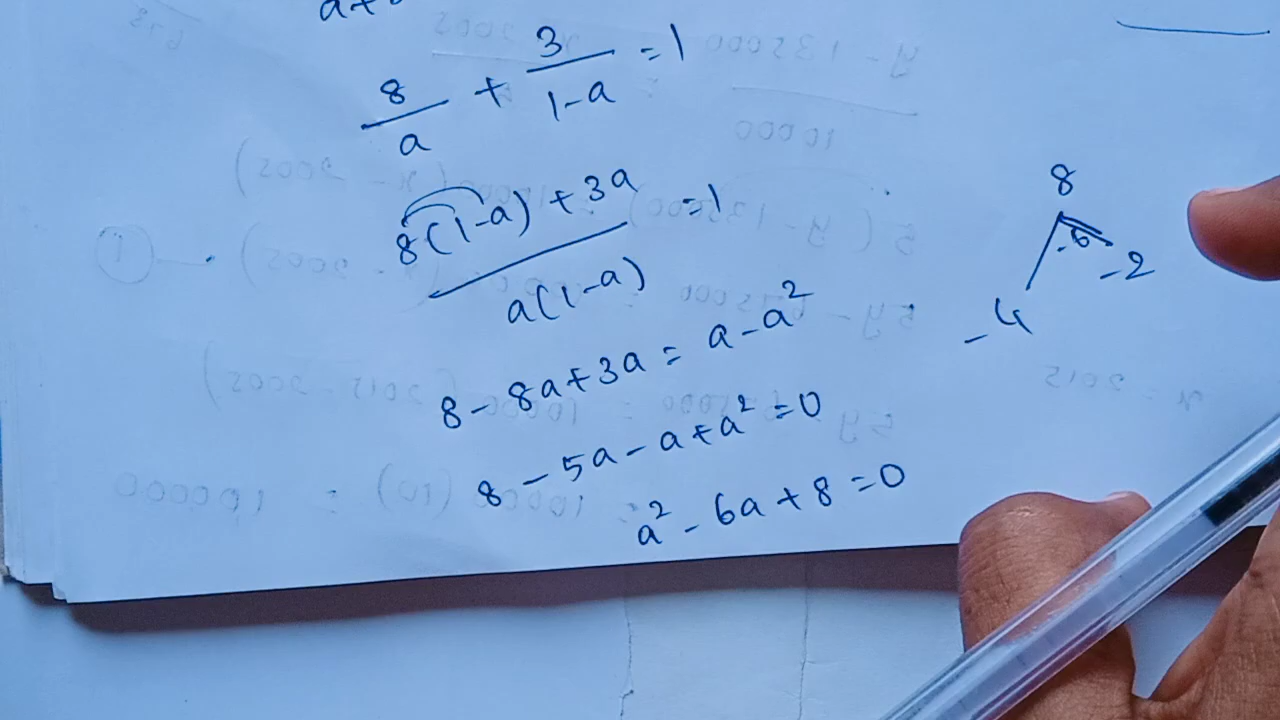 a+
8/a + 3/(1-a) = 1
(8(1-a) + 3a)/(a(1-a)) = 1
8 - 8a + 3a = a - a²
8 - 5a - a + a² = 0
a² - 6a + 8 = 0
8
-6
-4 -2